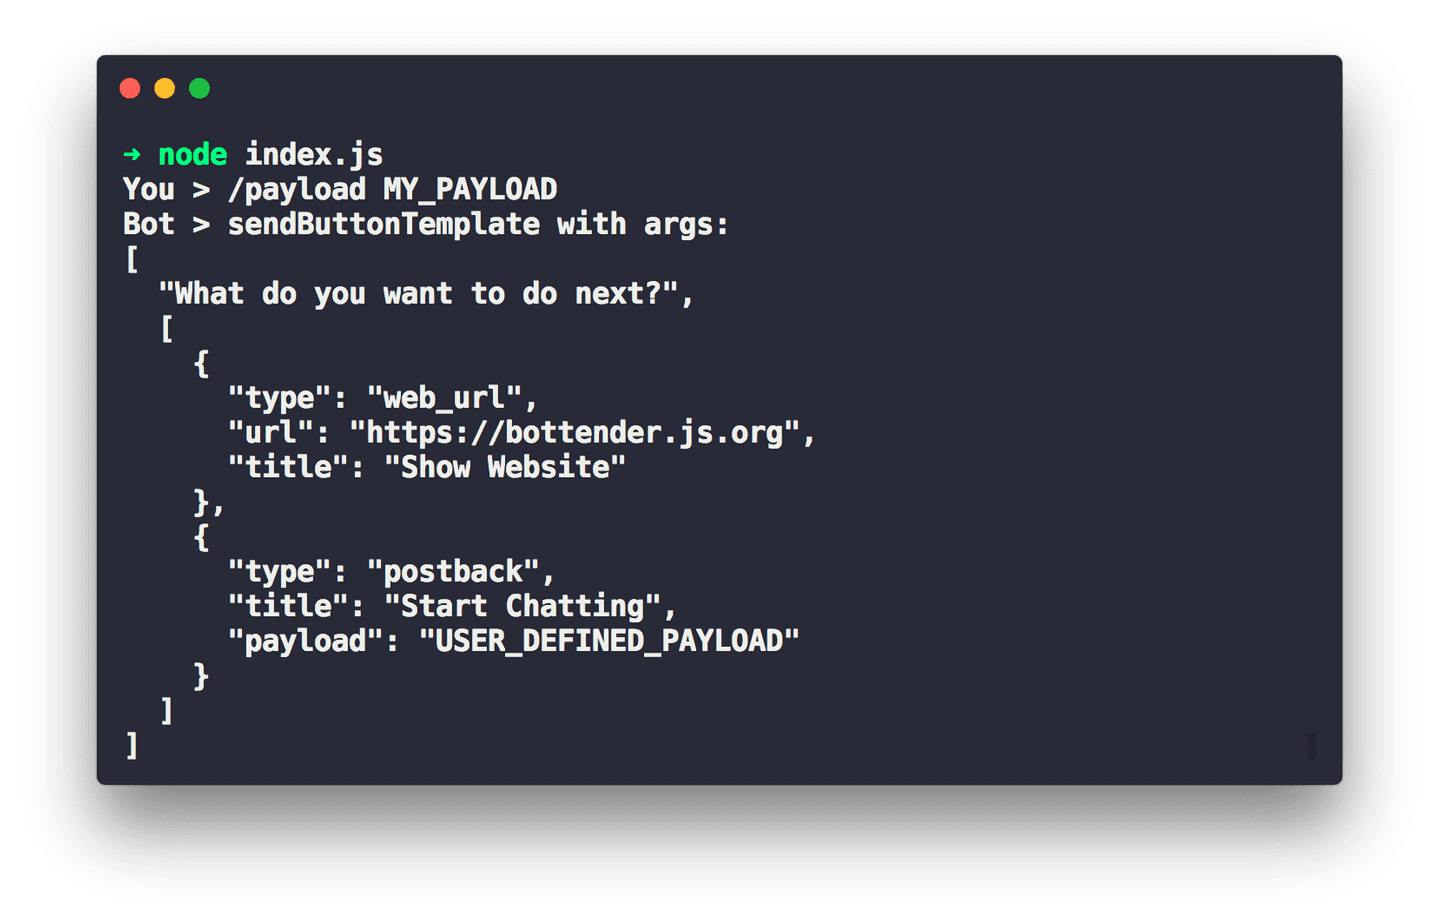 ➜ node index.js
You > /payload MY_PAYLOAD
Bot > sendButtonTemplate with args:
[
  "What do you want to do next?",
  [
    {
      "type": "web_url",
      "url": "https://bottender.js.org",
      "title": "Show Website"
    },
    {
      "type": "postback",
      "title": "Start Chatting",
      "payload": "USER_DEFINED_PAYLOAD"
    }
  ]
]